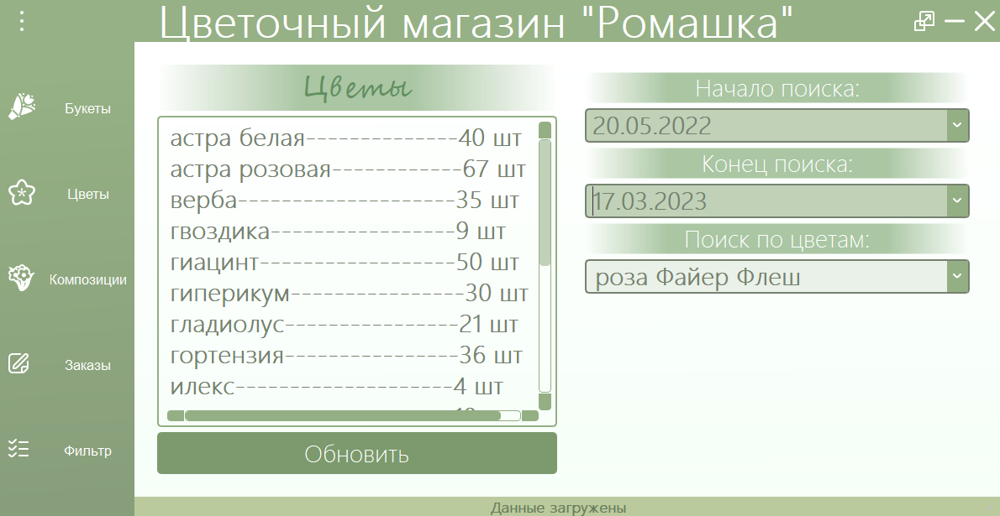 Цветочный магазин "Ромашка"
Букеты
Цветы
Композиции
Заказы
Фильтр
Цветы
астра белая--------------40 шт
астра розовая------------67 шт
верба--------------------35 шт
гвоздика-----------------9 шт
гиацинт------------------50 шт
гиперикум----------------30 шт
гладиолус----------------21 шт
гортензия----------------36 шт
илекс--------------------4 шт
Обновить
Начало поиска:
20.05.2022
Конец поиска:
17.03.2023
Поиск по цветам:
роза Файер Флеш
Данные загружены